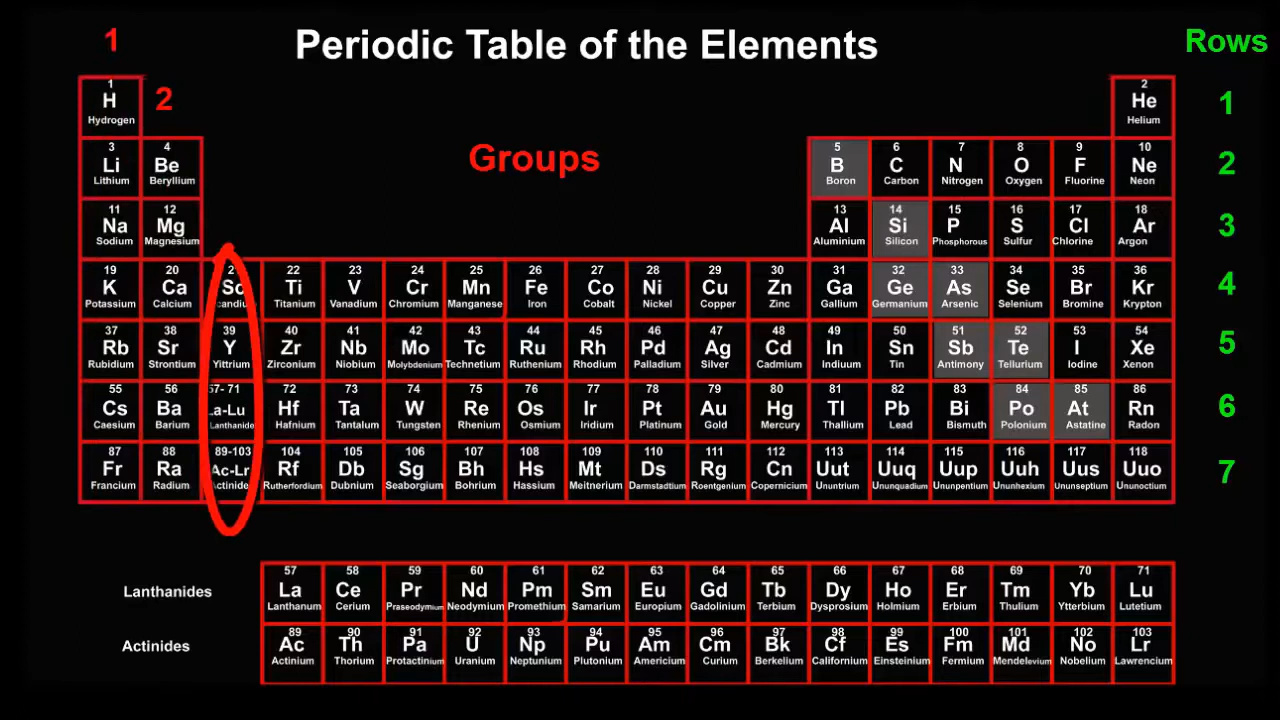 1
Periodic Table of the Elements
Rows
1 2
H 2 He 1
Hydrogen Helium
Groups
3 4 5 6 7 8 9 10
Li Be B C N O F Ne 2
Lithium Beryllium Boron Carbon Nitrogen Oxygen Fluorine Neon
11 12 13 14 15 16 17 18
Na Mg Al Si P S Cl Ar 3
Sodium Magnesium Aluminium Silicon Phosphorous Sulfur Chlorine Argon
19 20 22 23 24 25 26 27 28 29 30 31 32 33 34 35 36
K Ca Sc Ti V Cr Mn Fe Co Ni Cu Zn Ga Ge As Se Br Kr 4
Potassium Calcium Titanium Vanadium Chromium Manganese Iron Cobalt Nickel Copper Zinc Gallium Germanium Arsenic Selenium Bromine Krypton
37 38 39 40 41 42 43 44 45 46 47 48 49 50 51 52 53 54
Rb Sr Y Zr Nb Mo Tc Ru Rh Pd Ag Cd In Sn Sb Te I Xe 5
Rubidium Strontium Yittrium Zirconium Niobium Molybdenium Technetium Ruthenium Rhodium Palladium Silver Cadmium Indiuum Tin Antimony Tellurium Iodine Xenon
55 56 57- 71 72 73 74 75 76 77 78 79 80 81 82 83 84 85 86
Cs Ba La-Lu Hf Ta W Re Os Ir Pt Au Hg Tl Pb Bi Po At Rn 6
Caesium Barium Lanthanide Hafnium Tantalum Tungsten Rhenium Osmium Iridium Platinum Gold Mercury Thallium Lead Bismuth Polonium Astatine Radon
87 88 89-103 104 105 106 107 108 109 110 111 112 113 114 115 116 117 118
Fr Ra Ac-Lr Rf Db Sg Bh Hs Mt Ds Rg Cn Uut Uuq Uup Uuh Uus Uuo 7
Francium Radium Actinide Rutherfordium Dubnium Seaborgium Bohrium Hassium Meitnerium Darmstadtium Roentgenium Copernicium Ununtrium Ununquadium Ununpentium Ununhexium Ununseptium Ununoctium
57 58 59 60 61 62 63 64 65 66 67 68 69 70 71
Lanthanides La Ce Pr Nd Pm Sm Eu Gd Tb Dy Ho Er Tm Yb Lu
Lanthanum Cerium Praseodymium Neodymium Promethium Samarium Europium Gadolinium Terbium Dysprosium Holmium Erbium Thulium Ytterbium Lutetium
89 90 91 92 93 94 95 96 97 98 99 100 101 102 103
Actinides Ac Th Pa U Np Pu Am Cm Bk Cf Es Fm Md No Lr
Actinium Thorium Protactinium Uranium Neptunium Plutonium Americium Curium Berkelium Californium Einsteinium Fermium Mendelevium Nobelium Lawrencium